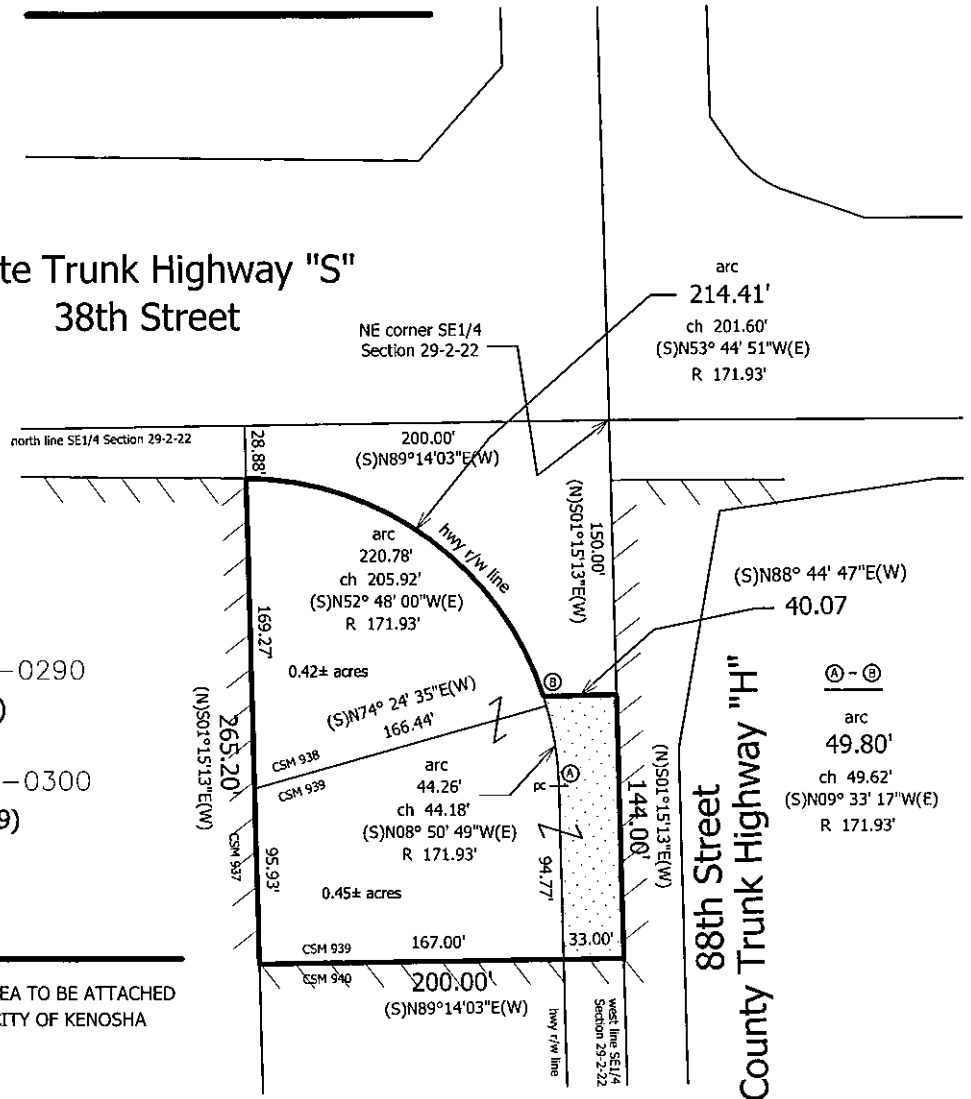 te Trunk Highway "S"
38th Street
NE corner SE1/4
Section 29-2-22
arc
214.41'
ch 201.60'
(S)N53° 44' 51"W(E)
R 171.93'
north line SE1/4 Section 29-2-22
28.88'
200.00'
(S)N89°14'03"E(W)
150.00'
(N)S01°15'13"E(W)
hwy r/w line
arc
220.78'
ch 205.92'
(S)N52° 48' 00"W(E)
R 171.93'
(S)N88° 44' 47"E(W)
40.07
169.27'
0.42± acres
-0290
)
-0300
9)
265.20'
(N)S01°15'13"E(W)
(S)N74° 24' 35"E(W)
166.44'
B
A - B
arc
49.80'
ch 49.62'
(S)N09° 33' 17"W(E)
R 171.93'
CSM 938
CSM 939
arc
44.26'
ch 44.18'
(S)N08° 50' 49"W(E)
R 171.93'
A
pc
144.00'
(N)S01°15'13"E(W)
88th Street
County Trunk Highway "H"
CSM 937
95.93'
94.77'
0.45± acres
CSM 939
167.00'
33.00'
CSM 940
200.00'
(S)N89°14'03"E(W)
EA TO BE ATTACHED
CITY OF KENOSHA
hwy r/w line
west line SE1/4
Section 29-2-22